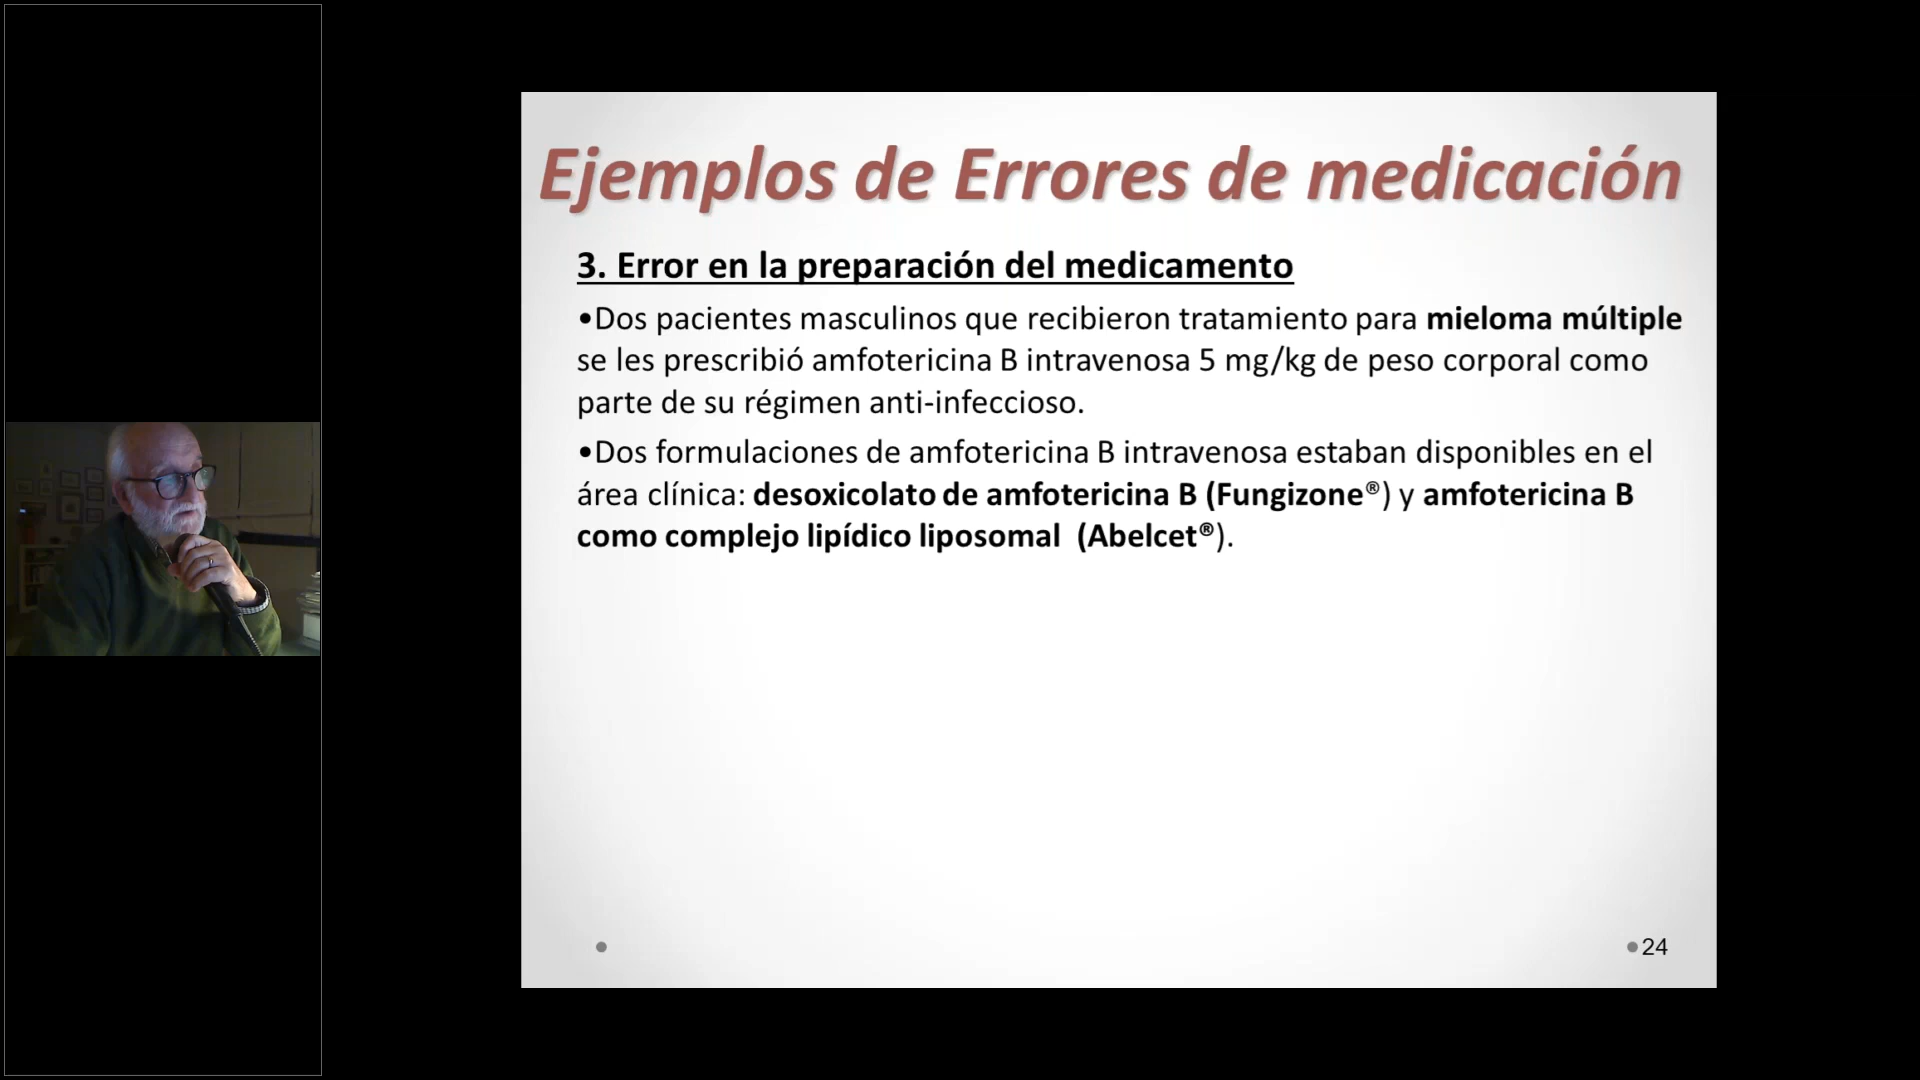 Ejemplos de Errores de medicación
3. Error en la preparación del medicamento
•Dos pacientes masculinos que recibieron tratamiento para mieloma múltiple
se les prescribió amfotericina B intravenosa 5 mg/kg de peso corporal como
parte de su régimen anti-infeccioso.
•Dos formulaciones de amfotericina B intravenosa estaban disponibles en el
área clínica: desoxicolato de amfotericina B (Fungizone®) y amfotericina B
como complejo lipídico liposomal (Abelcet®).
•24